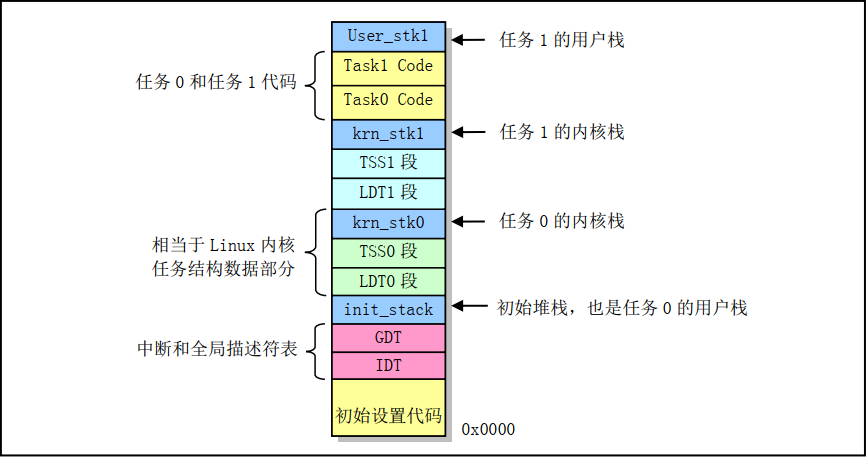 User_stk1
任务 1 的用户栈
Task1 Code
任务 0 和任务 1 代码
Task0 Code
krn_stk1
任务 1 的内核栈
TSS1 段
LDT1 段
krn_stk0
任务 0 的内核栈
相当于 Linux 内核
任务结构数据部分
TSS0 段
LDT0 段
init_stack
初始堆栈，也是任务 0 的用户栈
GDT
中断和全局描述符表
IDT
初始设置代码
0x0000